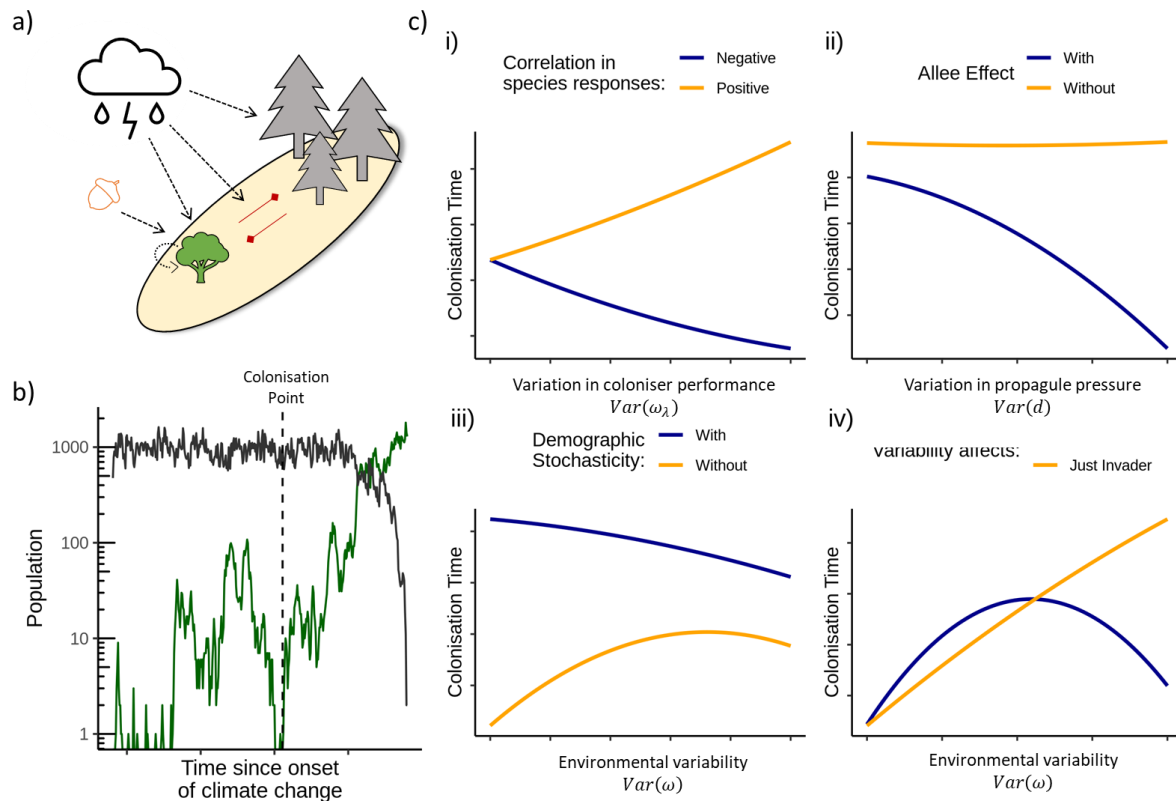 a)
b)
Colonisation
Point
1000
100
10
1
Population
Time since onset
of climate change
c)
i)
Correlation in
species responses:
Negative
Positive
Colonisation Time
Variation in coloniser performance
Var(ω_λ)
ii)
Allee Effect
With
Without
Colonisation Time
Variation in propagule pressure
Var(d)
iii)
Demographic
Stochasticity:
With
Without
Colonisation Time
Environmental variability
Var(ω)
iv)
Variability affects:
Just Invader
Colonisation Time
Environmental variability
Var(ω)